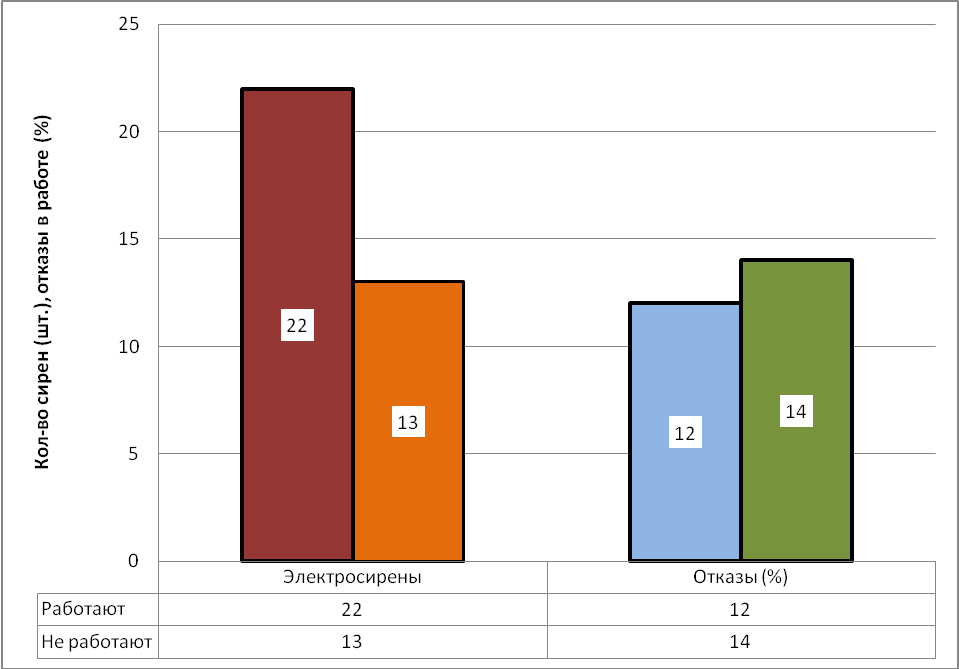 Кол-во сирен (шт.), отказы в работе (%)
25
20
15
10
5
0
22
13
12
14
Электросирены Отказы (%)
Работают 22 12
Не работают 13 14